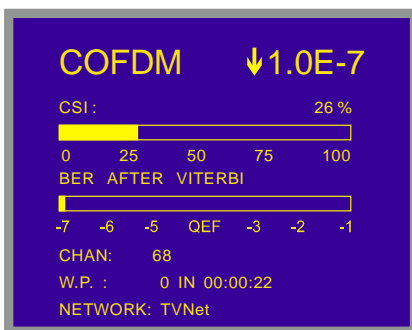 COFDM ↓1.0E-7
CSI: 26 %
0 25 50 75 100
BER AFTER VITERBI
-7 -6 -5 QEF -3 -2 -1
CHAN: 68
W.P. : 0 IN 00:00:22
NETWORK: TVNet